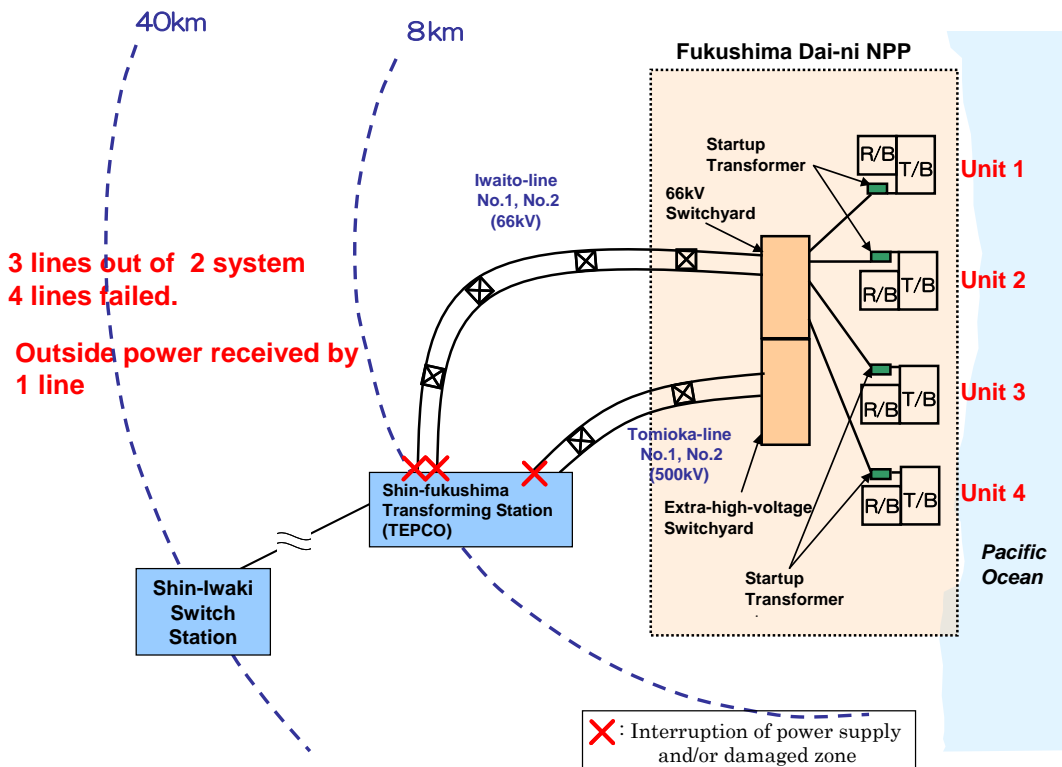 40km
8km
Fukushima Dai-ni NPP
Startup
Transformer
R/B
T/B
Unit 1
Iwaito-line
No.1, No.2
(66kV)
66kV
Switchyard
3 lines out of 2 system
4 lines failed.
R/B
T/B
Unit 2
Outside power received by
1 line
R/B
T/B
Unit 3
Tomioka-line
No.1, No.2
(500kV)
Shin-fukushima
Transforming Station
(TEPCO)
Extra-high-voltage
Switchyard
R/B
T/B
Unit 4
Pacific
Ocean
Shin-Iwaki
Switch
Station
Startup
Transformer
: Interruption of power supply
and/or damaged zone